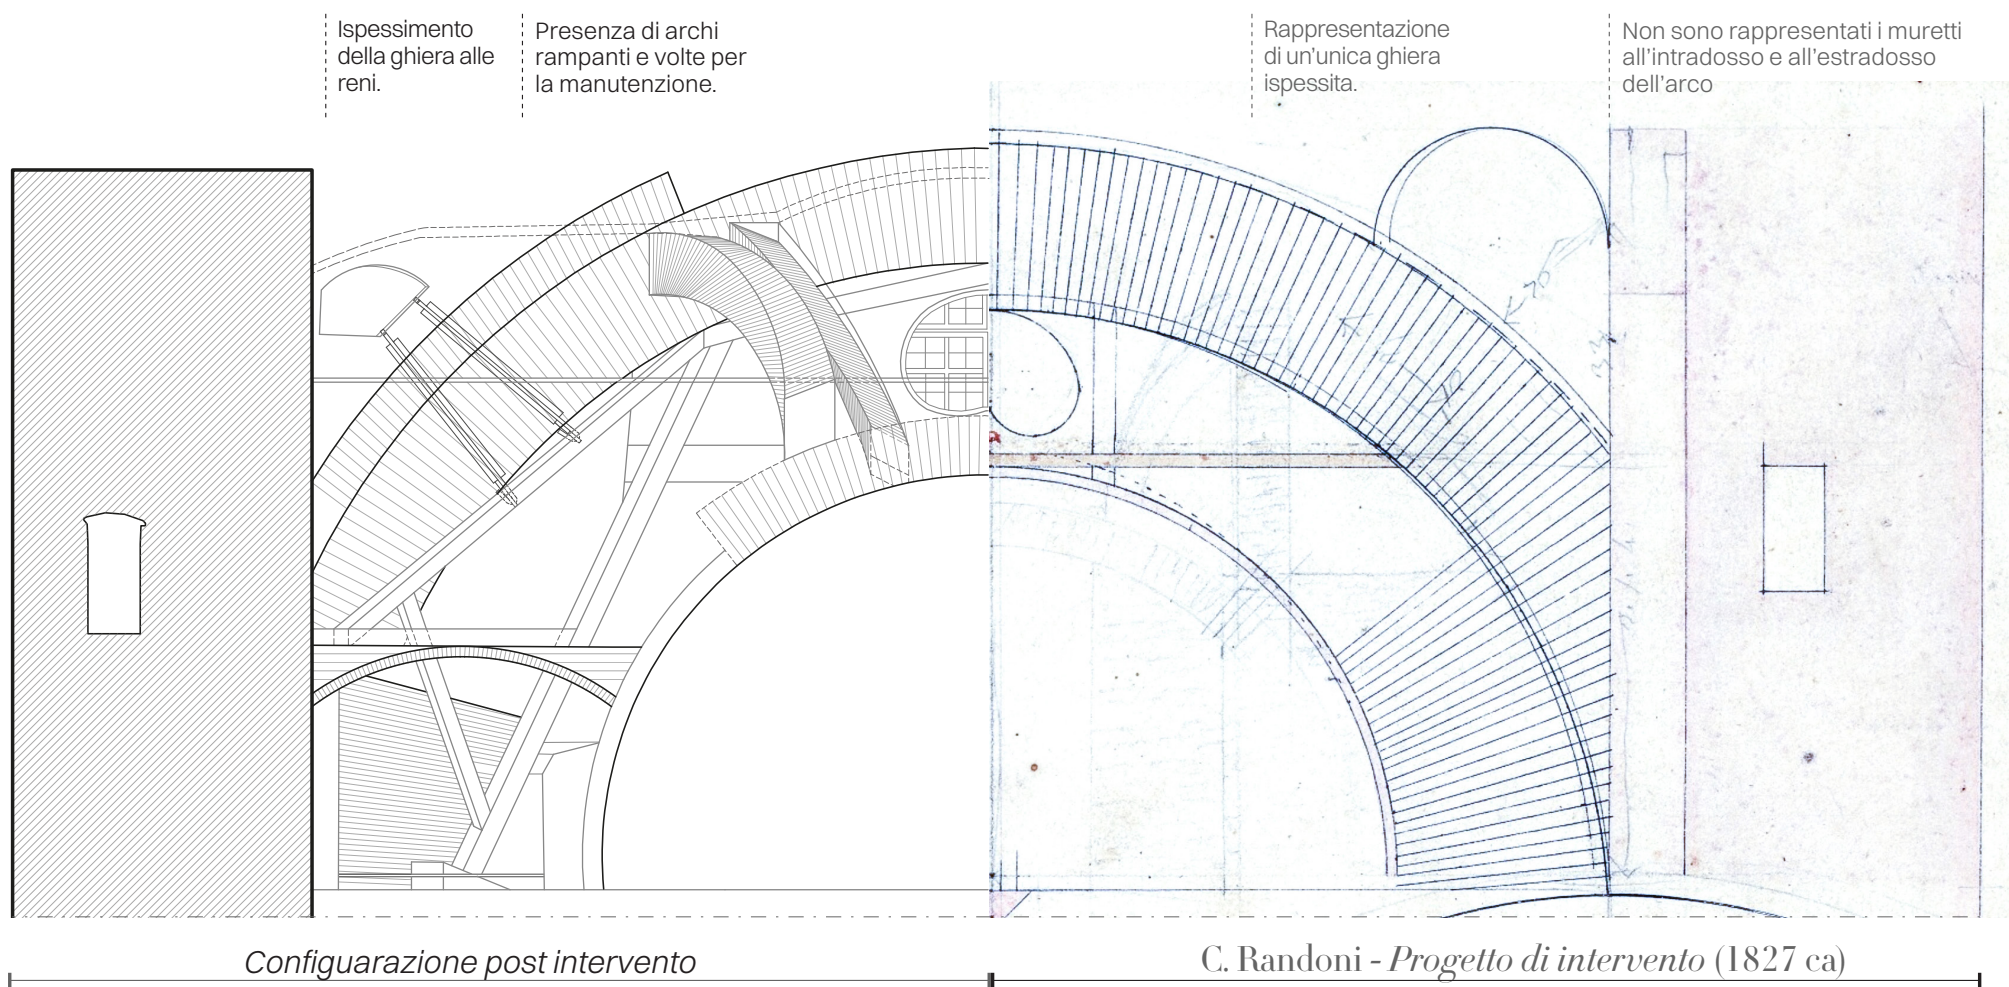 Ispessimento
della ghiera alle
reni.
Presenza di archi
rampanti e volte per
la manutenzione.
Rappresentazione
di un'unica ghiera
ispessita.
Non sono rappresentati i muretti
all'intradosso e all'estradosso
dell'arco
Configuarazione post intervento
C. Randoni - Progetto di intervento (1827 ca)